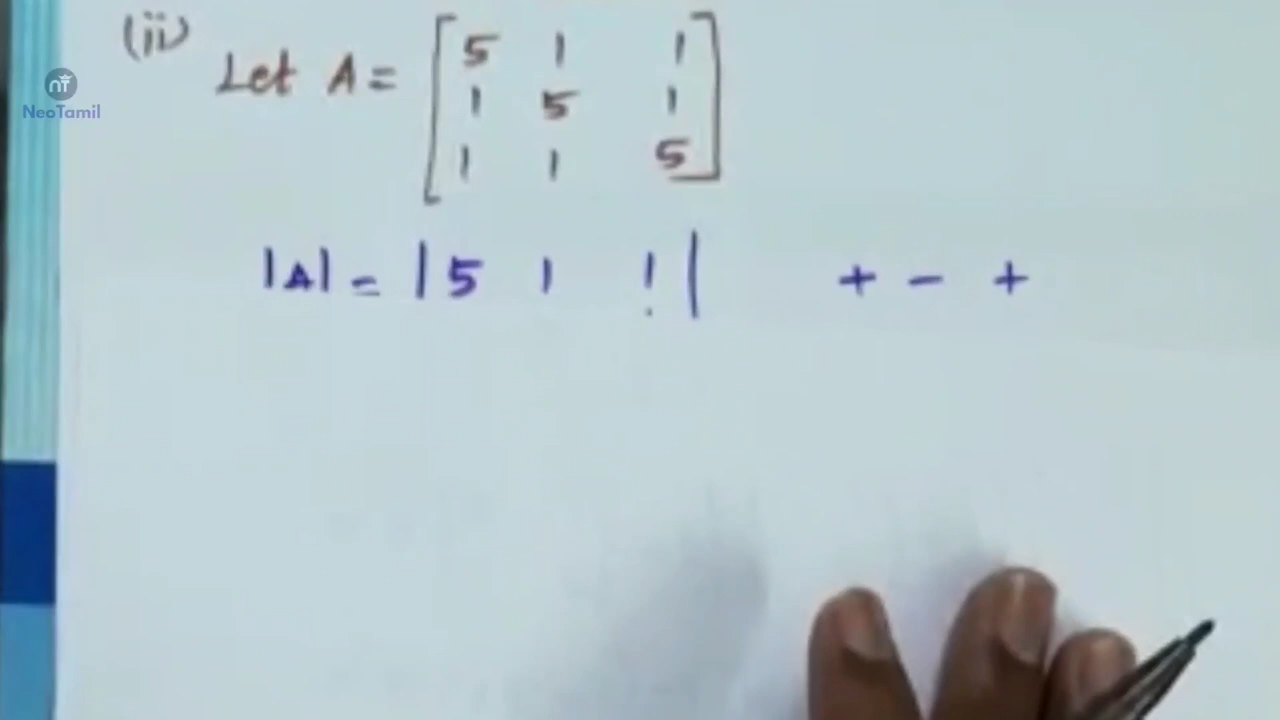 (ii)
Let A = [ 5 1 1
1 5 1
1 1 5 ]
|A| = | 5 1 1 | + - +
NeoTamil